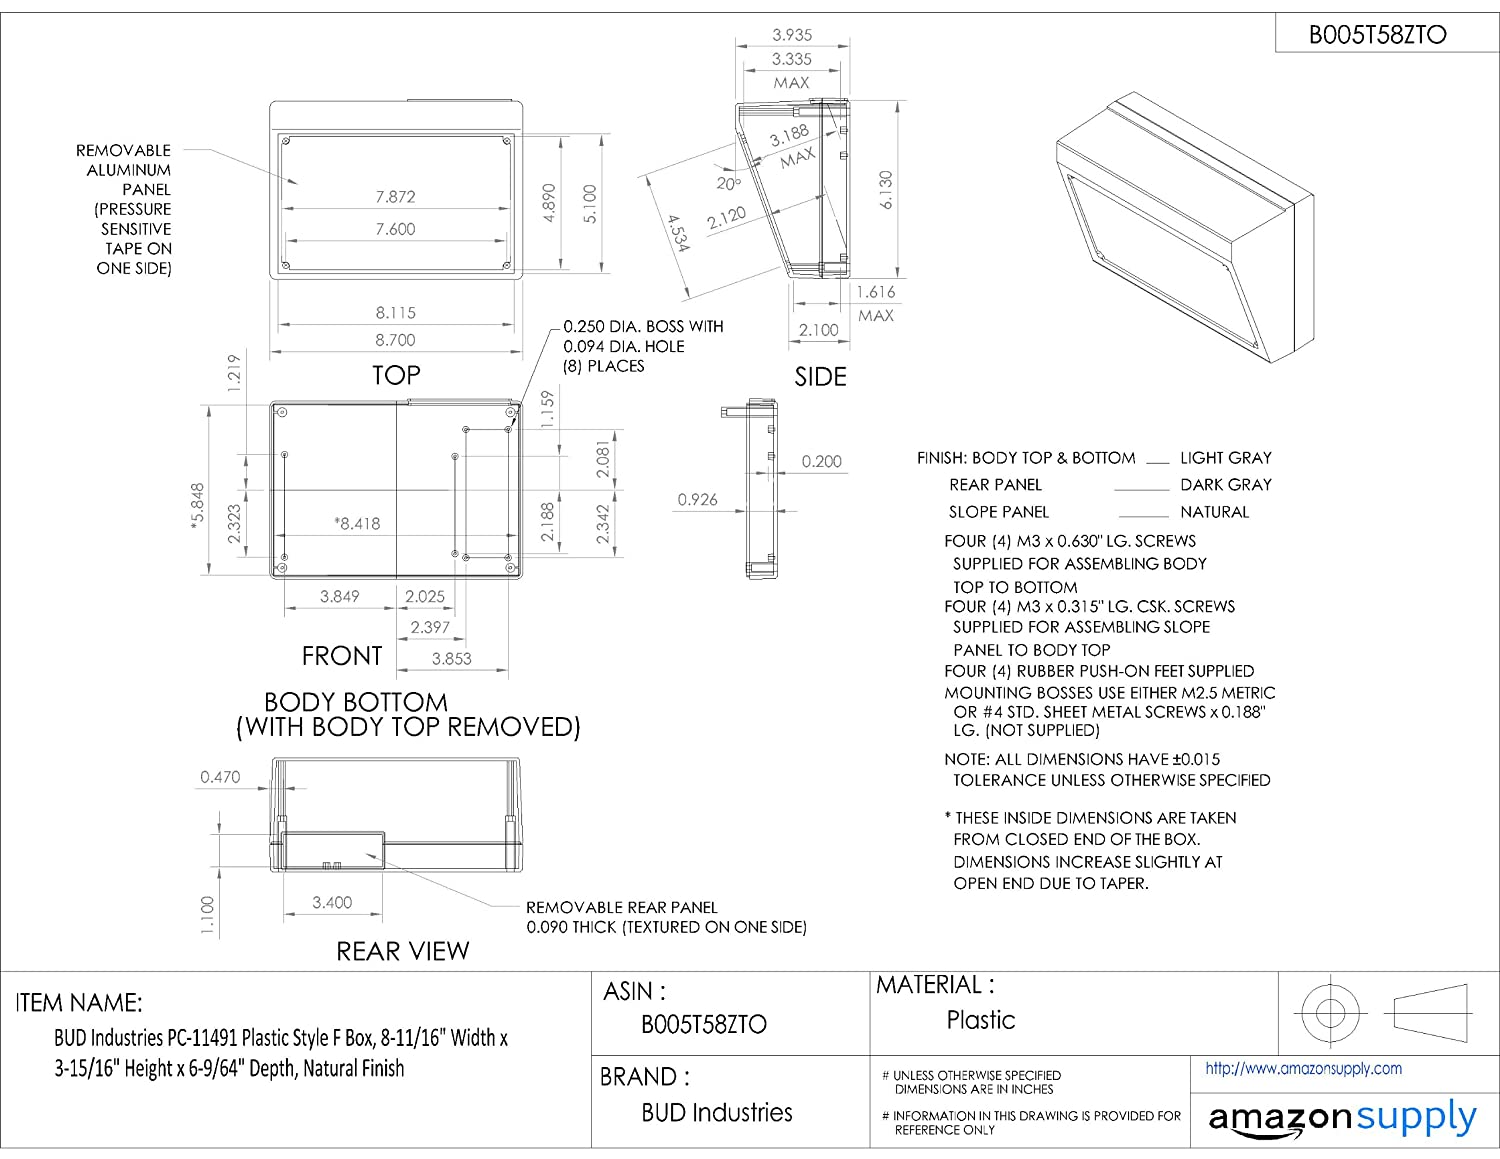 B005T58ZTO
3.935
3.335
MAX
REMOVABLE
ALUMINUM
PANEL
(PRESSURE
SENSITIVE
TAPE ON
ONE SIDE)
7.872
7.600
4.890
5.100
8.115
8.700
TOP
3.188
MAX
20°
2.120
4.534
6.130
1.616
MAX
2.100
SIDE
0.250 DIA. BOSS WITH
0.094 DIA. HOLE
(8) PLACES
1.219
*5.848
2.323
*8.418
1.159
2.081
2.188
2.342
3.849
2.025
2.397
3.853
FRONT
BODY BOTTOM
(WITH BODY TOP REMOVED)
0.200
0.926
FINISH: BODY TOP & BOTTOM __ LIGHT GRAY
REAR PANEL ____ DARK GRAY
SLOPE PANEL ____ NATURAL
FOUR (4) M3 x 0.630" LG. SCREWS
SUPPLIED FOR ASSEMBLING BODY
TOP TO BOTTOM
FOUR (4) M3 x 0.315" LG. CSK. SCREWS
SUPPLIED FOR ASSEMBLING SLOPE
PANEL TO BODY TOP
FOUR (4) RUBBER PUSH-ON FEET SUPPLIED
MOUNTING BOSSES USE EITHER M2.5 METRIC
OR #4 STD. SHEET METAL SCREWS x 0.188"
LG. (NOT SUPPLIED)
NOTE: ALL DIMENSIONS HAVE ±0.015
TOLERANCE UNLESS OTHERWISE SPECIFIED
* THESE INSIDE DIMENSIONS ARE TAKEN
FROM CLOSED END OF THE BOX.
DIMENSIONS INCREASE SLIGHTLY AT
OPEN END DUE TO TAPER.
0.470
1.100
3.400
REMOVABLE REAR PANEL
0.090 THICK (TEXTURED ON ONE SIDE)
REAR VIEW
ITEM NAME:
BUD Industries PC-11491 Plastic Style F Box, 8-11/16" Width x
3-15/16" Height x 6-9/64" Depth, Natural Finish
ASIN :
B005T58ZTO
BRAND :
BUD Industries
MATERIAL :
Plastic
# UNLESS OTHERWISE SPECIFIED
DIMENSIONS ARE IN INCHES
# INFORMATION IN THIS DRAWING IS PROVIDED FOR
REFERENCE ONLY
http://www.amazonsupply.com
amazonsupply